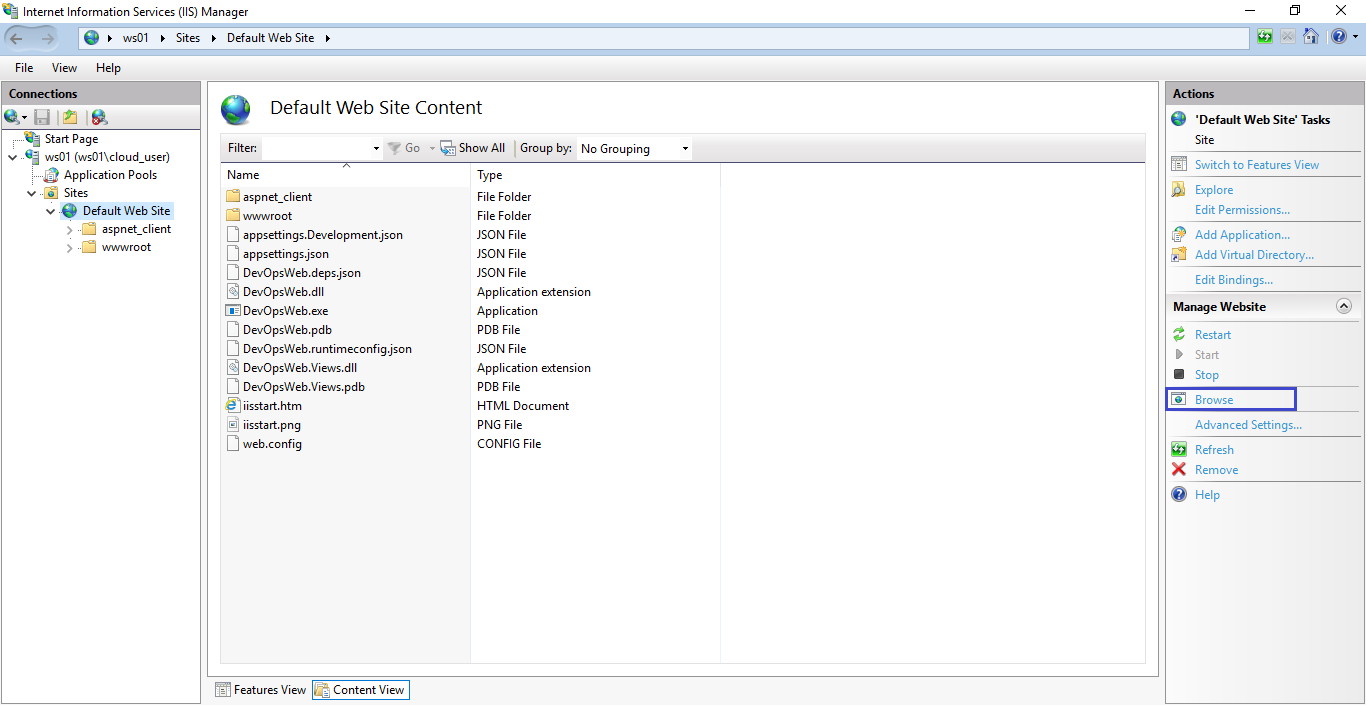 Internet Information Services (IIS) Manager
ws01 Sites Default Web Site
File View Help
Connections
Start Page
ws01 (ws01\cloud_user)
Application Pools
Sites
Default Web Site
aspnet_client
wwwroot
Default Web Site Content
Filter: Go Show All Group by: No Grouping
Name Type
aspnet_client File Folder
wwwroot File Folder
appsettings.Development.json JSON File
appsettings.json JSON File
DevOpsWeb.deps.json JSON File
DevOpsWeb.dll Application extension
DevOpsWeb.exe Application
DevOpsWeb.pdb PDB File
DevOpsWeb.runtimeconfig.json JSON File
DevOpsWeb.Views.dll Application extension
DevOpsWeb.Views.pdb PDB File
iisstart.htm HTML Document
iisstart.png PNG File
web.config CONFIG File
Features View Content View
Actions
'Default Web Site' Tasks
Site
Switch to Features View
Explore
Edit Permissions...
Add Application...
Add Virtual Directory...
Edit Bindings...
Manage Website
Restart
Start
Stop
Browse
Advanced Settings...
Refresh
Remove
Help